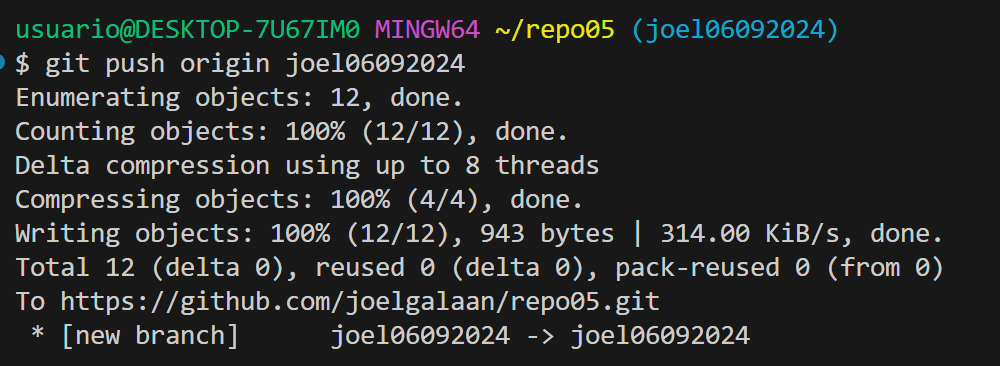 usuario@DESKTOP-7U67IM0 MINGW64 ~/repo05 (joel06092024)
$ git push origin joel06092024
Enumerating objects: 12, done.
Counting objects: 100% (12/12), done.
Delta compression using up to 8 threads
Compressing objects: 100% (4/4), done.
Writing objects: 100% (12/12), 943 bytes | 314.00 KiB/s, done.
Total 12 (delta 0), reused 0 (delta 0), pack-reused 0 (from 0)
To https://github.com/joelgalaan/repo05.git
 * [new branch]      joel06092024 -> joel06092024